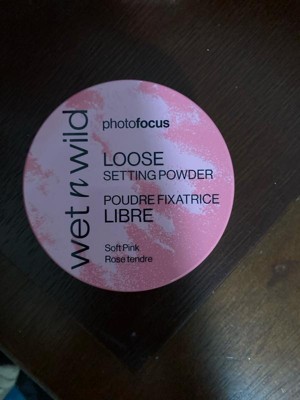 wet n wild
photofocus
LOOSE
SETTING POWDER
POUDRE FIXATRICE
LIBRE
Soft Pink
Rose tendre